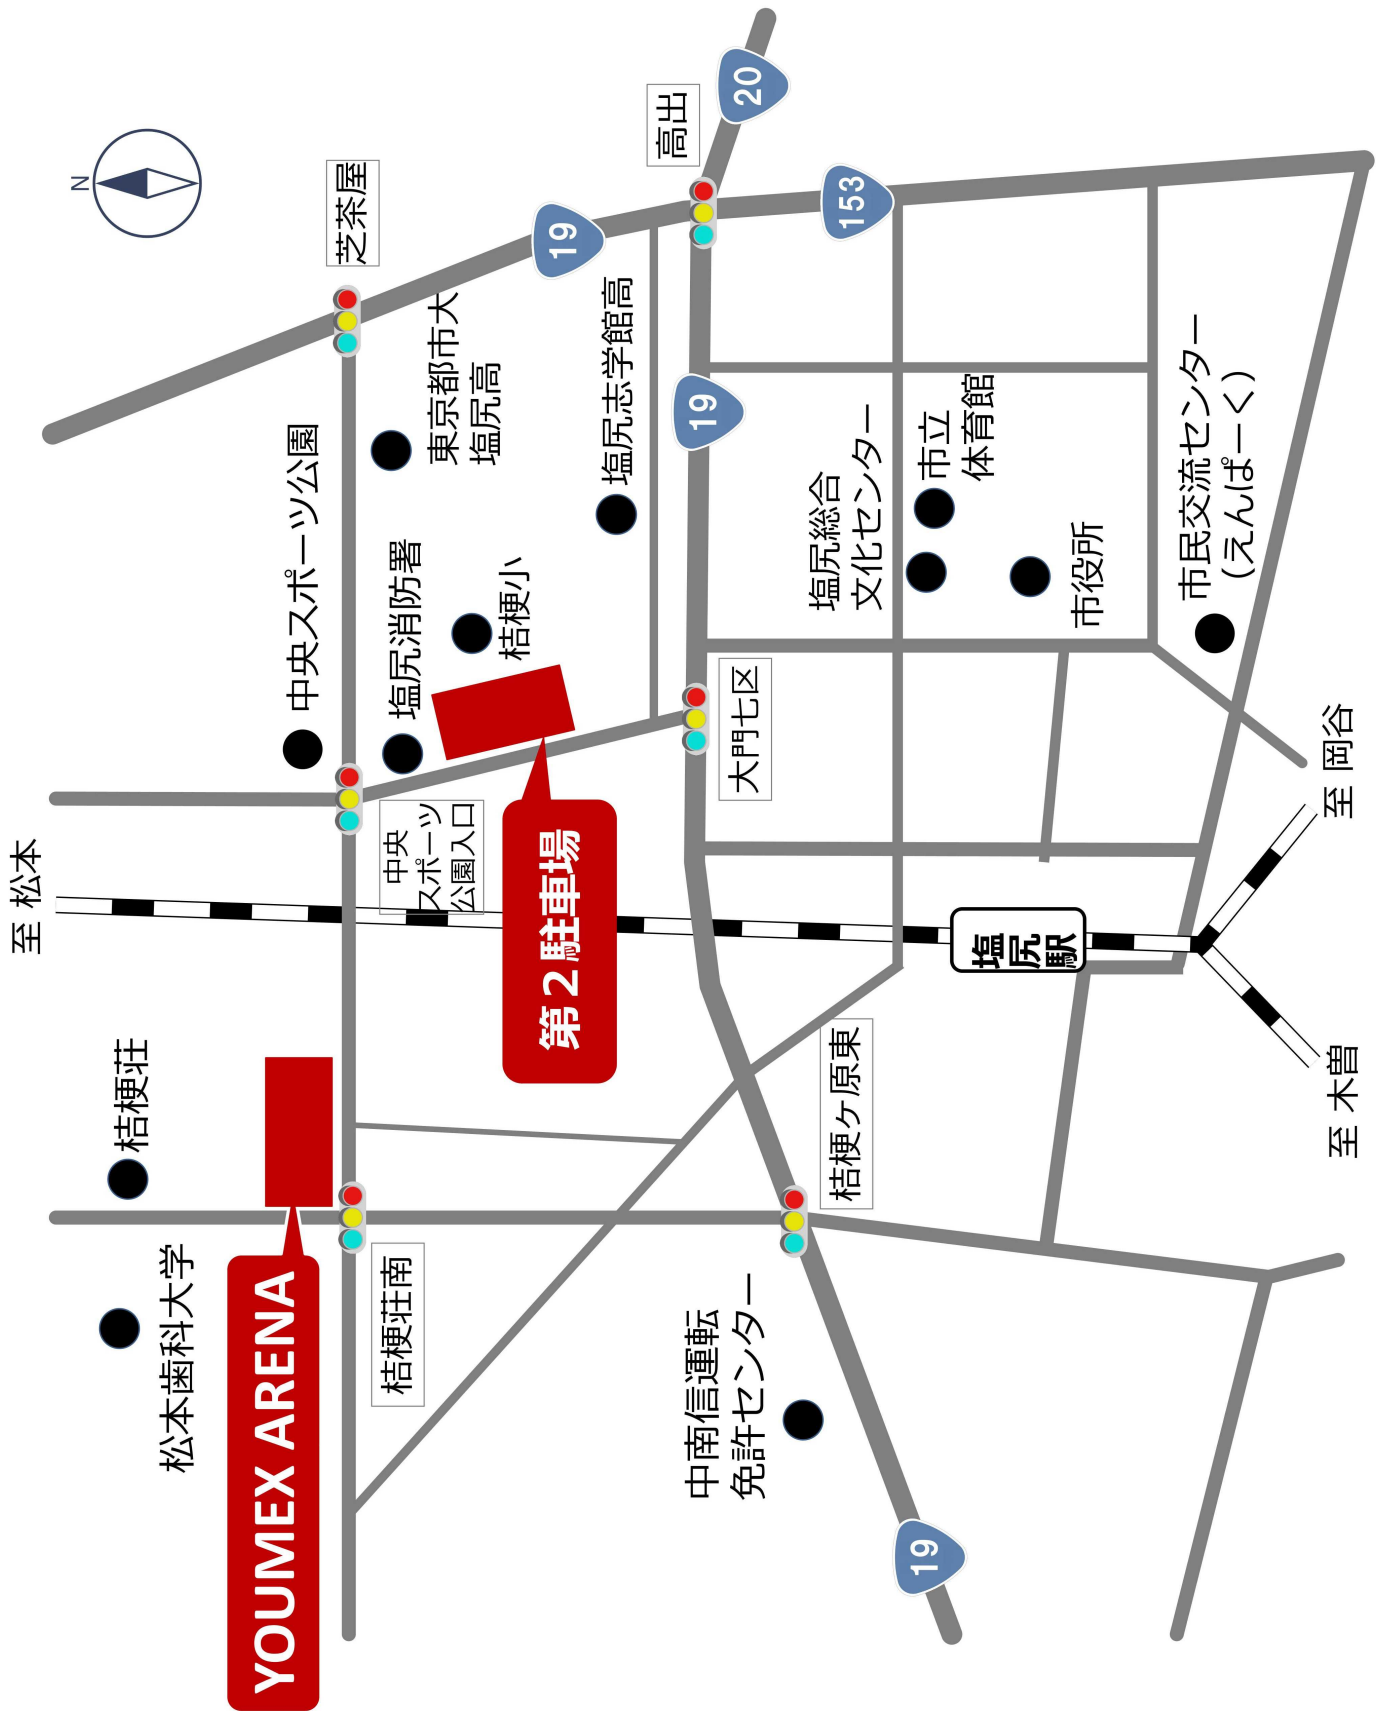 N
至 松本
桔梗荘
松本歯科大学
YOUMEX ARENA
桔梗荘南
中央スポーツ公園
塩尻消防署
桔梗小
中央
スポーツ
公園入口
第２駐車場
芝茶屋
東京都市大
塩尻高
塩尻志学館高
19
高出
20
153
19
大門七区
塩尻総合
文化センター
市立
体育館
市役所
市民交流センター
(えんぱーく)
塩尻
駅
桔梗ヶ原東
中南信運転
免許センター
19
至 岡谷
至 木曽